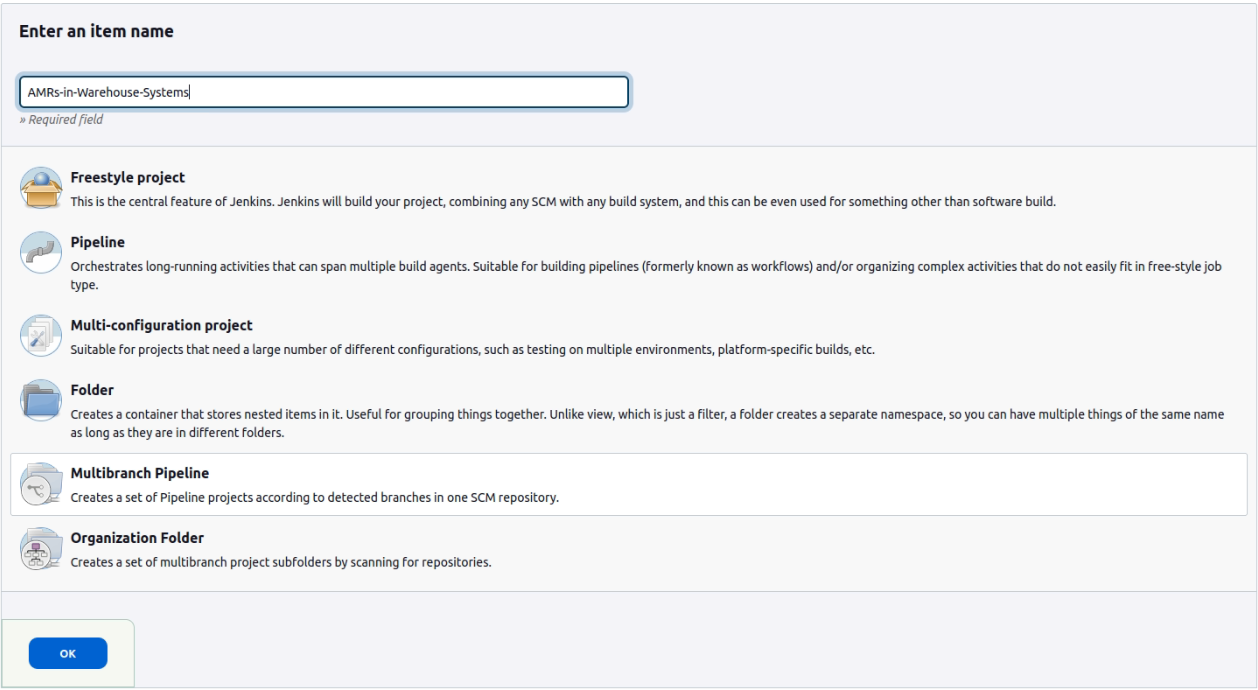 Enter an item name
AMRs-in-Warehouse-Systems
» Required field
Freestyle project
This is the central feature of Jenkins. Jenkins will build your project, combining any SCM with any build system, and this can be even used for something other than software build.
Pipeline
Orchestrates long-running activities that can span multiple build agents. Suitable for building pipelines (formerly known as workflows) and/or organizing complex activities that do not easily fit in free-style job
type.
Multi-configuration project
Suitable for projects that need a large number of different configurations, such as testing on multiple environments, platform-specific builds, etc.
Folder
Creates a container that stores nested items in it. Useful for grouping things together. Unlike view, which is just a filter, a folder creates a separate namespace, so you can have multiple things of the same name
as long as they are in different folders.
Multibranch Pipeline
Creates a set of Pipeline projects according to detected branches in one SCM repository.
Organization Folder
Creates a set of multibranch project subfolders by scanning for repositories.
OK